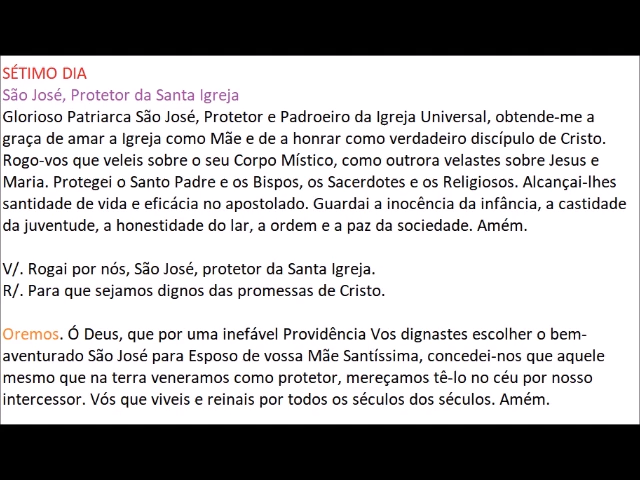 SÉTIMO DIA
São José, Protetor da Santa Igreja
Glorioso Patriarca São José, Protetor e Padroeiro da Igreja Universal, obtende-me a
graça de amar a Igreja como Mãe e de a honrar como verdadeiro discípulo de Cristo.
Rogo-vos que veleis sobre o seu Corpo Místico, como outrora velastes sobre Jesus e
Maria. Protegei o Santo Padre e os Bispos, os Sacerdotes e os Religiosos. Alcançai-lhes
santidade de vida e eficácia no apostolado. Guardai a inocência da infância, a castidade
da juventude, a honestidade do lar, a ordem e a paz da sociedade. Amém.
V/. Rogai por nós, São José, protetor da Santa Igreja.
R/. Para que sejamos dignos das promessas de Cristo.
Oremos. Ó Deus, que por uma inefável Providência Vos dignastes escolher o bem-
aventurado São José para Esposo de vossa Mãe Santíssima, concedei-nos que aquele
mesmo que na terra veneramos como protetor, mereçamos tê-lo no céu por nosso
intercessor. Vós que viveis e reinais por todos os séculos dos séculos. Amém.